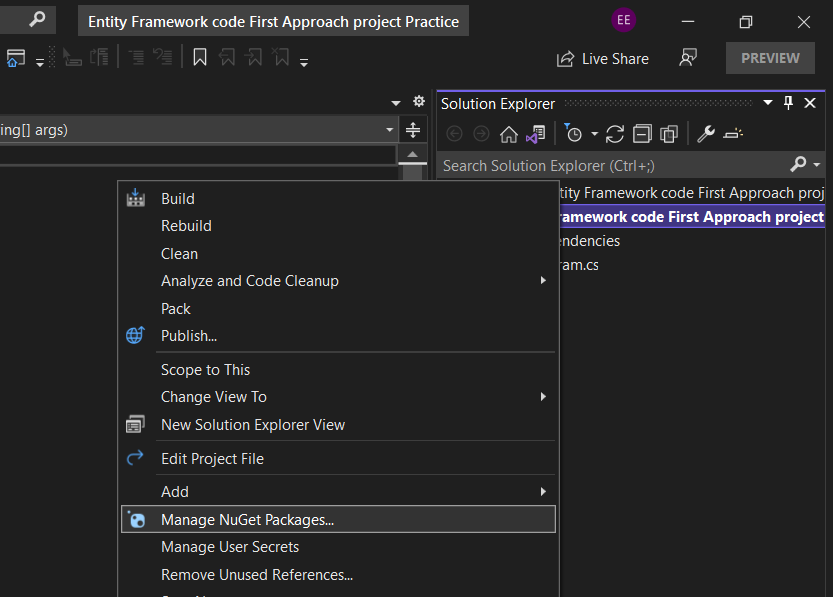 Entity Framework code First Approach project Practice
EE
Live Share
PREVIEW
ing[] args)
Solution Explorer
Search Solution Explorer (Ctrl+;)
tity Framework code First Approach proj
ramework code First Approach project
endencies
ram.cs
Build
Rebuild
Clean
Analyze and Code Cleanup
Pack
Publish...
Scope to This
Change View To
New Solution Explorer View
Edit Project File
Add
Manage NuGet Packages...
Manage User Secrets
Remove Unused References...